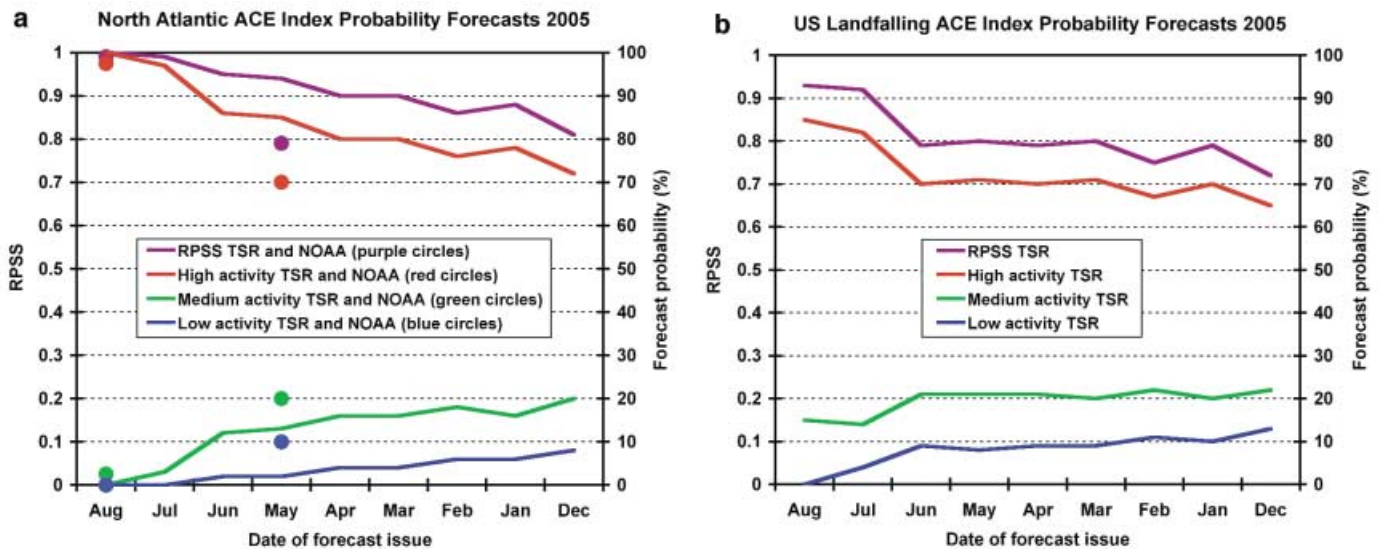 a
North Atlantic ACE Index Probability Forecasts 2005
1
0.9
0.8
0.7
0.6
0.5
0.4
0.3
0.2
0.1
0
RPSS
100
90
80
70
60
50
40
30
20
10
0
Forecast probability (%)
RPSS TSR and NOAA (purple circles)
High activity TSR and NOAA (red circles)
Medium activity TSR and NOAA (green circles)
Low activity TSR and NOAA (blue circles)
Aug Jul Jun May Apr Mar Feb Jan Dec
Date of forecast issue
b
US Landfalling ACE Index Probability Forecasts 2005
1
0.9
0.8
0.7
0.6
0.5
0.4
0.3
0.2
0.1
0
RPSS
100
90
80
70
60
50
40
30
20
10
0
Forecast probability (%)
RPSS TSR
High activity TSR
Medium activity TSR
Low activity TSR
Aug Jul Jun May Apr Mar Feb Jan Dec
Date of forecast issue